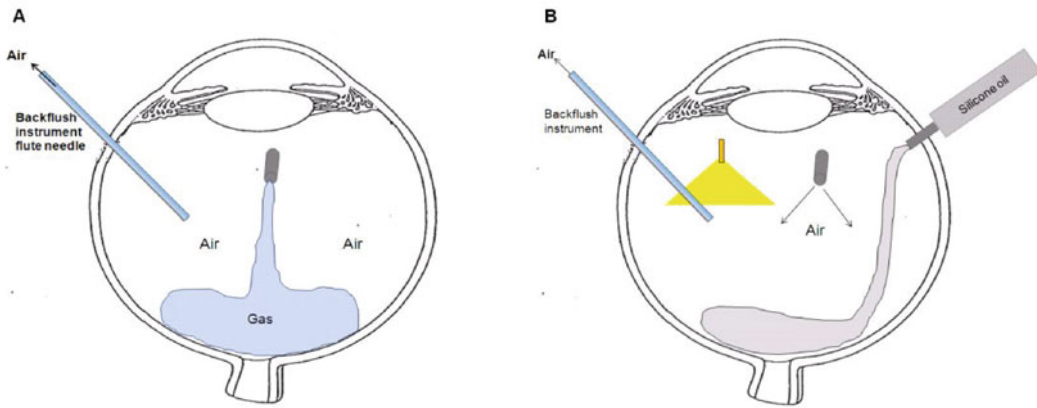 A
Air
Backflush
instrument
flute needle
Air
Air
Gas
B
Air
Backflush
instrument
Silicone oil
Air